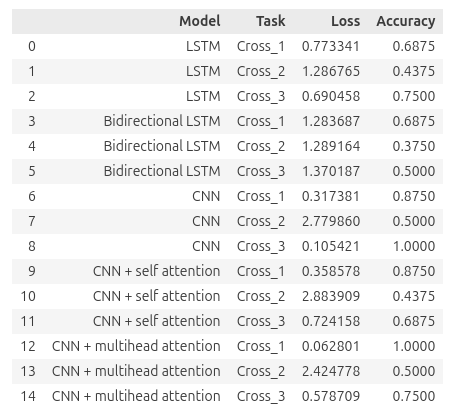 Model Task Loss Accuracy
0 LSTM Cross_1 0.773341 0.6875
1 LSTM Cross_2 1.286765 0.4375
2 LSTM Cross_3 0.690458 0.7500
3 Bidirectional LSTM Cross_1 1.283687 0.6875
4 Bidirectional LSTM Cross_2 1.289164 0.3750
5 Bidirectional LSTM Cross_3 1.370187 0.5000
6 CNN Cross_1 0.317381 0.8750
7 CNN Cross_2 2.779860 0.5000
8 CNN Cross_3 0.105421 1.0000
9 CNN + self attention Cross_1 0.358578 0.8750
10 CNN + self attention Cross_2 2.883909 0.4375
11 CNN + self attention Cross_3 0.724158 0.6875
12 CNN + multihead attention Cross_1 0.062801 1.0000
13 CNN + multihead attention Cross_2 2.424778 0.5000
14 CNN + multihead attention Cross_3 0.578709 0.7500